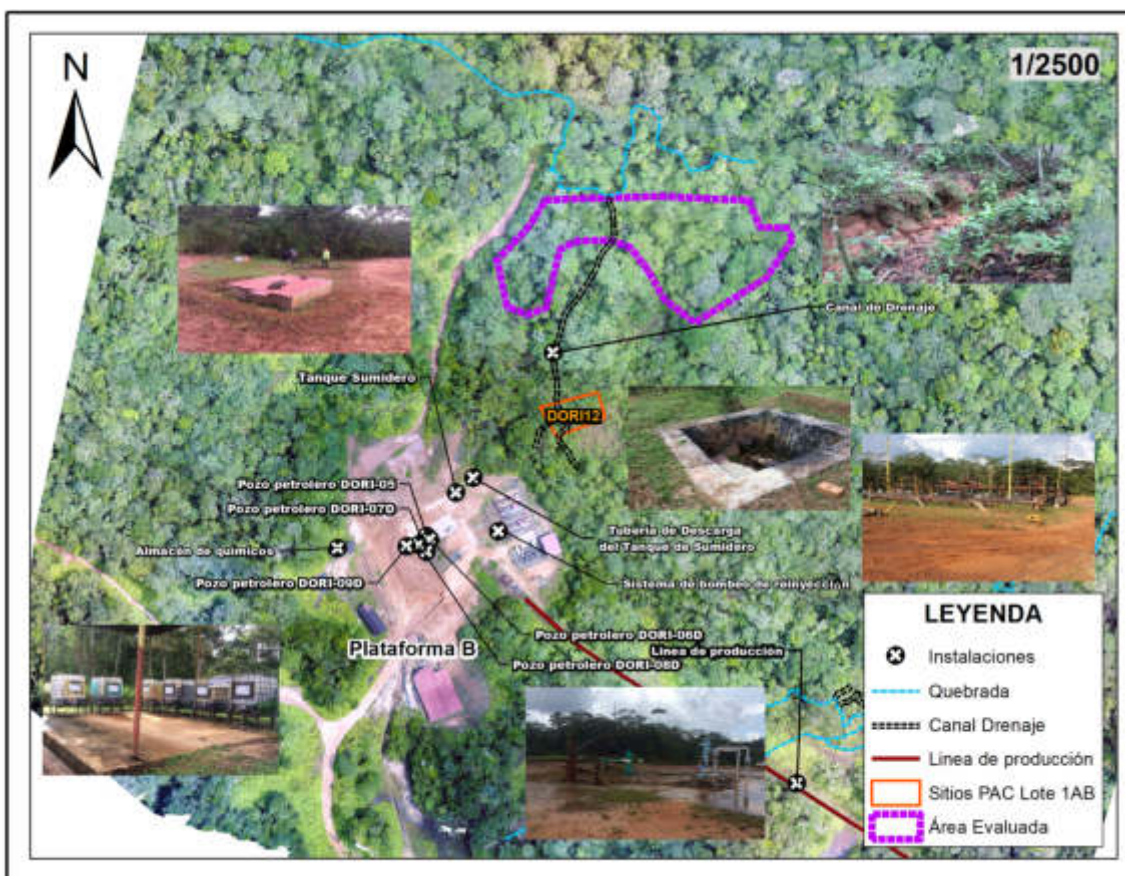 N
1/2500
Canal de Drenaje
Tanque Sumidero
DORI12
Pozo petrolero DORI-05
Pozo petrolero DORI-07D
Almacén de químicos
Pozo petrolero DORI-09D
Tubería de Descarga
del Tanque de Sumidero
Sistema de bombeo de reinyección
Pozo petrolero DORI-06D
Línea de producción
Plataforma B
Pozo petrolero DORI-08D
LEYENDA
Instalaciones
Quebrada
Canal Drenaje
Línea de producción
Sitios PAC Lote 1AB
Área Evaluada